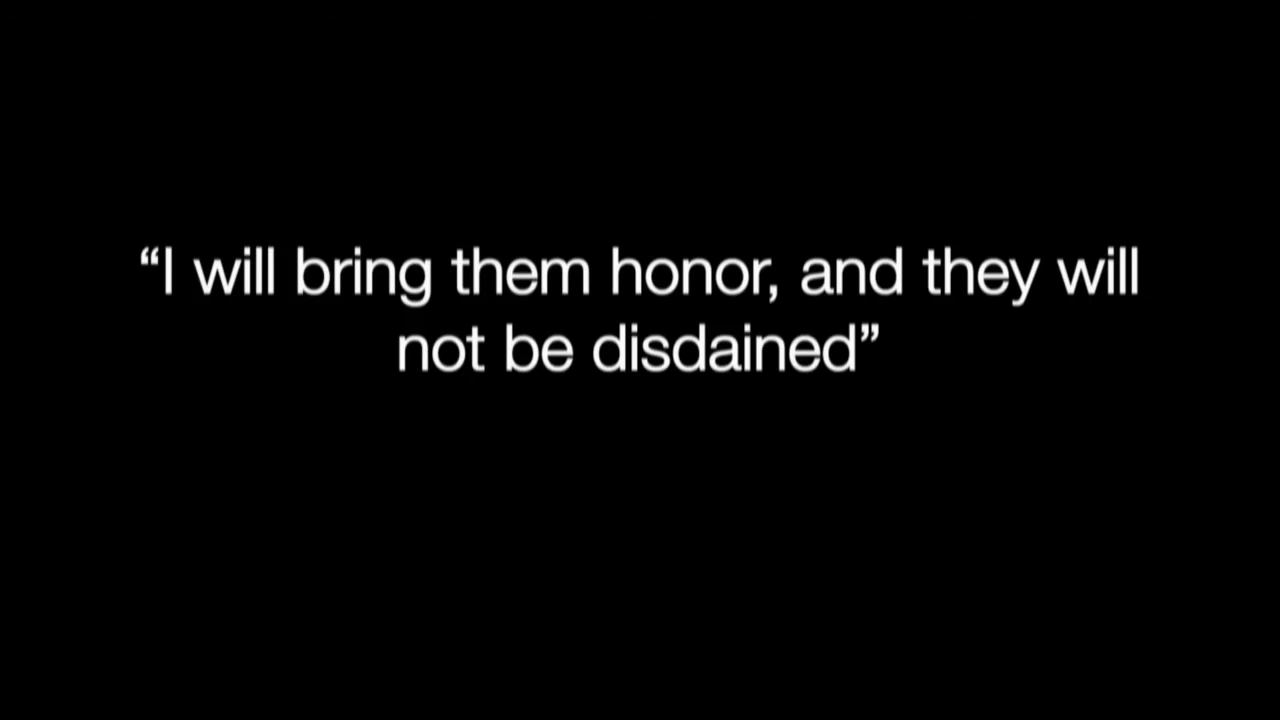 “I will bring them honor, and they will
not be disdained”